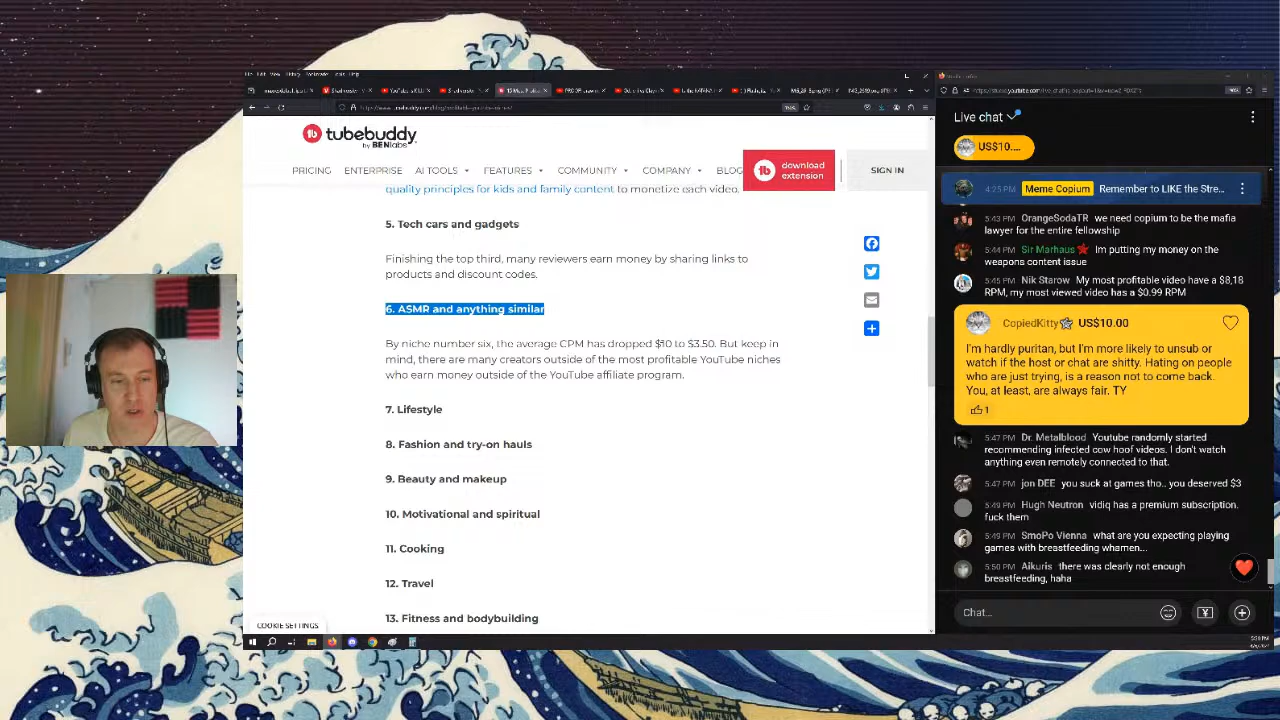 tubebuddy
by BENlabs
PRICING ENTERPRISE AI TOOLS FEATURES COMMUNITY COMPANY BLOG
download
extension
SIGN IN
quality principles for kids and family content to monetize each video.
5. Tech cars and gadgets
Finishing the top third, many reviewers earn money by sharing links to
products and discount codes.
6. ASMR and anything similar
By niche number six, the average CPM has dropped $10 to $3.50. But keep in
mind, there are many creators outside of the most profitable YouTube niches
who earn money outside of the YouTube affiliate program.
7. Lifestyle
8. Fashion and try-on hauls
9. Beauty and makeup
10. Motivational and spiritual
11. Cooking
12. Travel
13. Fitness and bodybuilding
COOKIE SETTINGS
Live chat
US$10....
4:25 PM Meme Copium Remember to LIKE the Stre...
5:43 PM OrangeSodaTR we need copium to be the mafia
lawyer for the entire fellowship
5:44 PM Sir Marhaus Im putting my money on the
weapons content issue
5:45 PM Nik Starow My most profitable video have a $8,18
RPM, my most viewed video has a $0.99 RPM
CopiedKitty US$10.00
I'm hardly puritan, but I'm more likely to unsub or
watch if the host or chat are shitty. Hating on people
who are just trying, is a reason not to come back.
You, at least, are always fair. TY
1
5:47 PM Dr. Metalblood Youtube randomly started
recommending infected cow hoof videos. I don't watch
anything even remotely connected to that.
5:47 PM jon DEE you suck at games tho.. you deserved $3
5:49 PM Hugh Neutron vidiq has a premium subscription.
fuck them
5:49 PM SmoPo Vienna what are you expecting playing
games with breastfeeding whamen...
5:50 PM Aikuris there was clearly not enough
breastfeeding, haha
Chat...